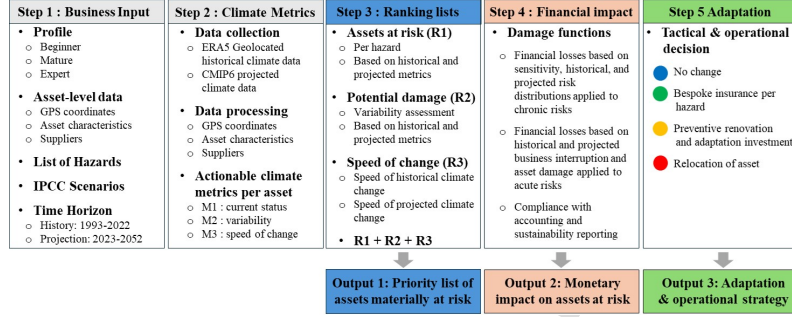 Step 1 : Business Input
• Profile
o Beginner
o Mature
o Expert
• Asset-level data
o GPS coordinates
o Asset characteristics
o Suppliers
• List of Hazards
• IPCC Scenarios
• Time Horizon
o History: 1993-2022
o Projection: 2023-2052
Step 2 : Climate Metrics
• Data collection
o ERA5 Geolocated
historical climate data
o CMIP6 projected
climate data
• Data processing
o GPS coordinates
o Asset characteristics
o Suppliers
• Actionable climate
metrics per asset
o M1 : current status
o M2 : variability
o M3 : speed of change
Step 3 : Ranking lists
• Assets at risk (R1)
o Per hazard
o Based on historical and
projected metrics
• Potential damage (R2)
o Variability assessment
o Based on historical and
projected metrics
• Speed of change (R3)
o Speed of historical climate
change
o Speed of projected climate
change
• R1 + R2 + R3
Output 1: Priority list of
assets materially at risk
Step 4 : Financial impact
• Damage functions
o Financial losses based on
sensitivity, historical, and
projected risk
distributions applied to
chronic risks
o Financial losses based on
historical and projected
business interruption and
asset damage applied to
acute risks
o Compliance with
accounting and
sustainability reporting
Output 2: Monetary
impact on assets at risk
Step 5 Adaptation
• Tactical & operational
decision
No change
Bespoke insurance per
hazard
Preventive renovation
and adaptation investment
Relocation of asset
Output 3: Adaptation
& operational strategy